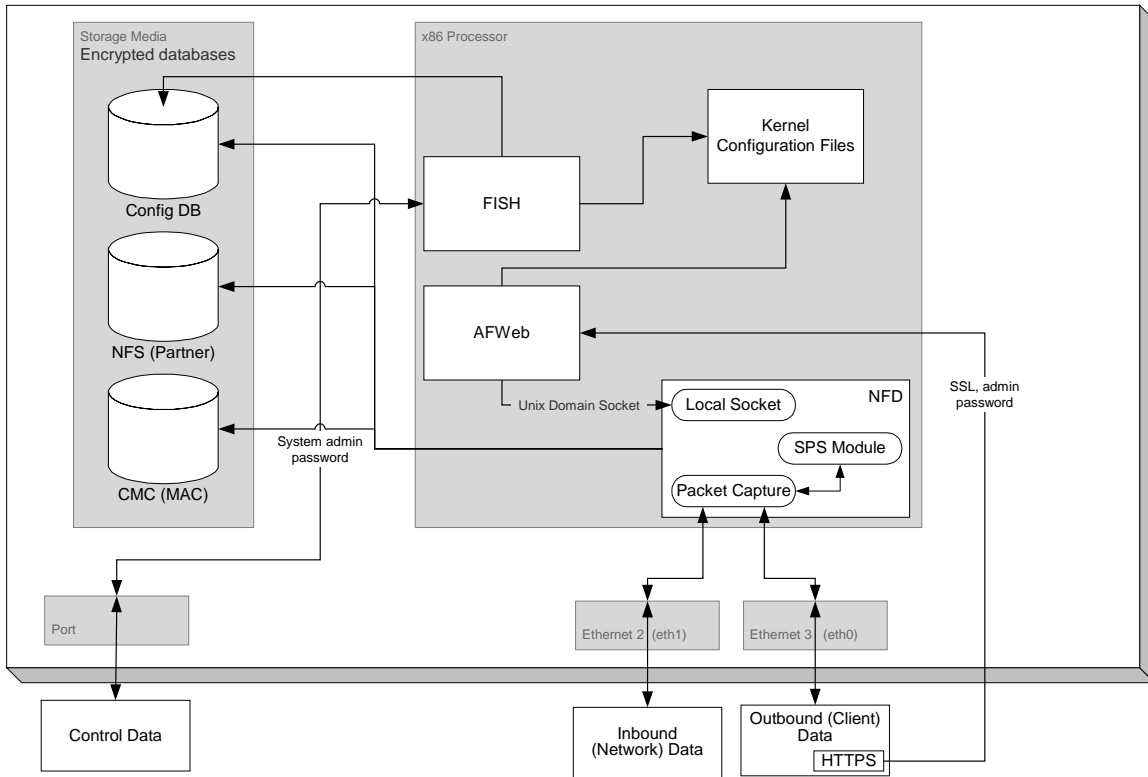 Storage Media
Encrypted databases
Config DB
NFS (Partner)
CMC (MAC)
x86 Processor
FISH
Kernel
Configuration Files
AFWeb
Unix Domain Socket
Local Socket
NFD
SPS Module
Packet Capture
SSL, admin
password
System admin
password
Port
Ethernet 2 (eth1)
Ethernet 3 (eth0)
Control Data
Inbound
(Network) Data
Outbound (Client)
Data
HTTPS